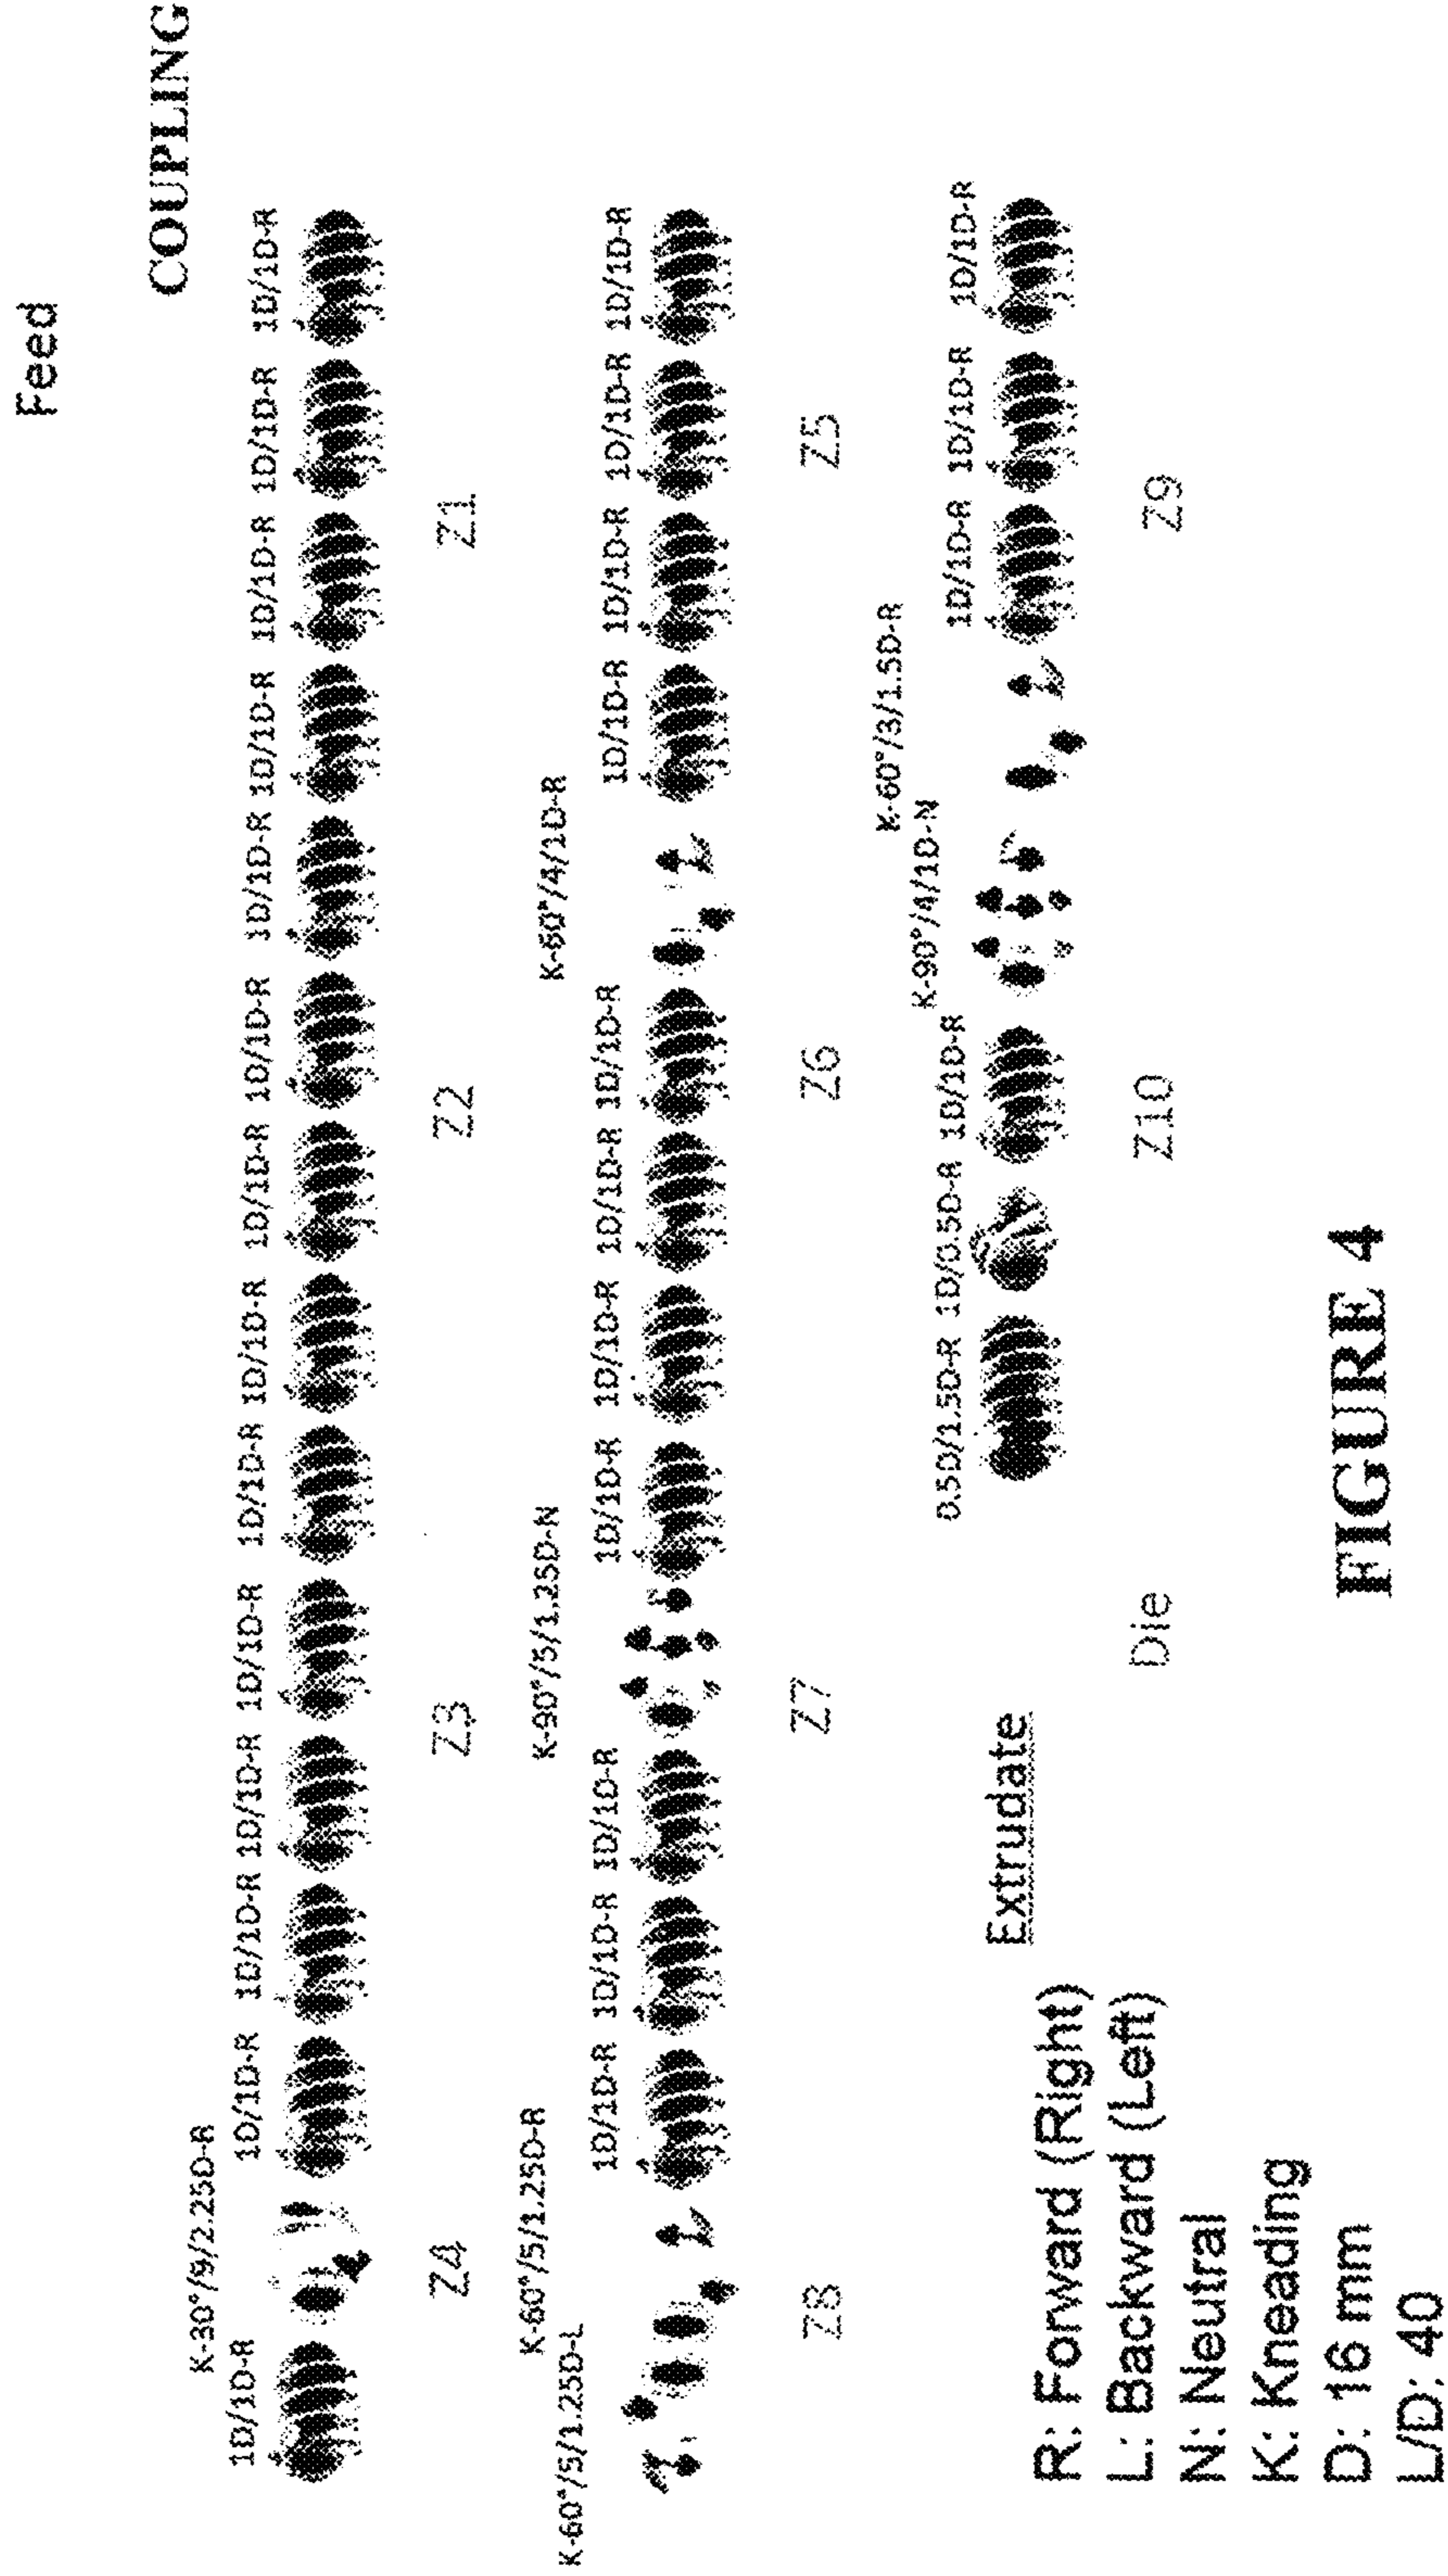 Feed
COUPLING
K-30°/9/2.25D-R
1D/1D-R 1D/1D-R 1D/1D-R 1D/1D-R 1D/1D-R 1D/1D-R 1D/1D-R 1D/1D-R 1D/1D-R 1D/1D-R 1D/1D-R 1D/1D-R 1D/1D-R 1D/1D-R
Z4 Z3 Z2 Z1
K-60°/5/1.25D-R K-90°/5/1.25D-N K-60°/4/1D-R
K-60°/5/1.25D-L
1D/1D-R 1D/1D-R 1D/1D-R 1D/1D-R 1D/1D-R 1D/1D-R 1D/1D-R 1D/1D-R 1D/1D-R 1D/1D-R 1D/1D-R
Z8 Z7 Z6 Z5
K-60°/3/1.5D-R
K-90°/4/1D-N
0.5D/1.5D-R 1D/0.5D-R 1D/1D-R 1D/1D-R 1D/1D-R 1D/1D-R
Extrudate
Die Z10 Z9
R: Forward (Right)
L: Backward (Left)
N: Neutral
K: Kneading
D: 16 mm
L/D: 40
FIGURE 4